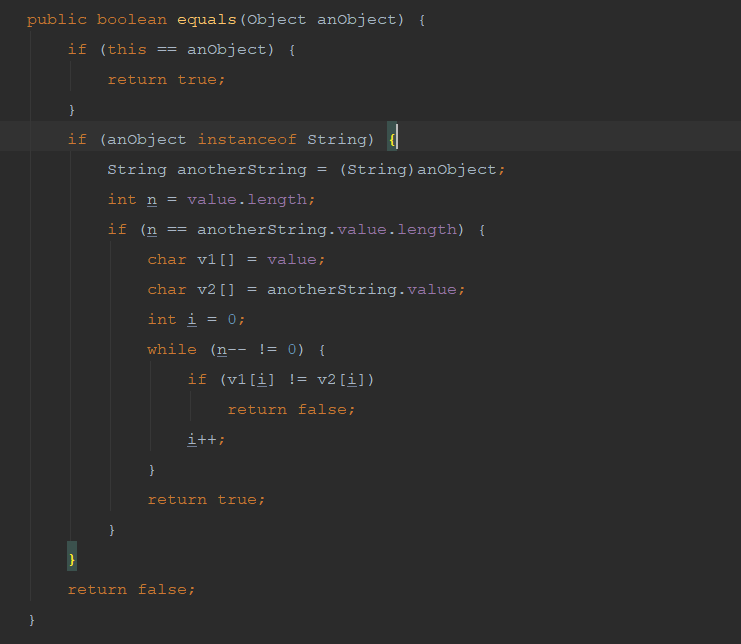 public boolean equals(Object anObject) {
    if (this == anObject) {
        return true;
    }
    if (anObject instanceof String) {
        String anotherString = (String)anObject;
        int n = value.length;
        if (n == anotherString.value.length) {
            char v1[] = value;
            char v2[] = anotherString.value;
            int i = 0;
            while (n-- != 0) {
                if (v1[i] != v2[i])
                    return false;
                i++;
            }
            return true;
        }
    }
    return false;
}